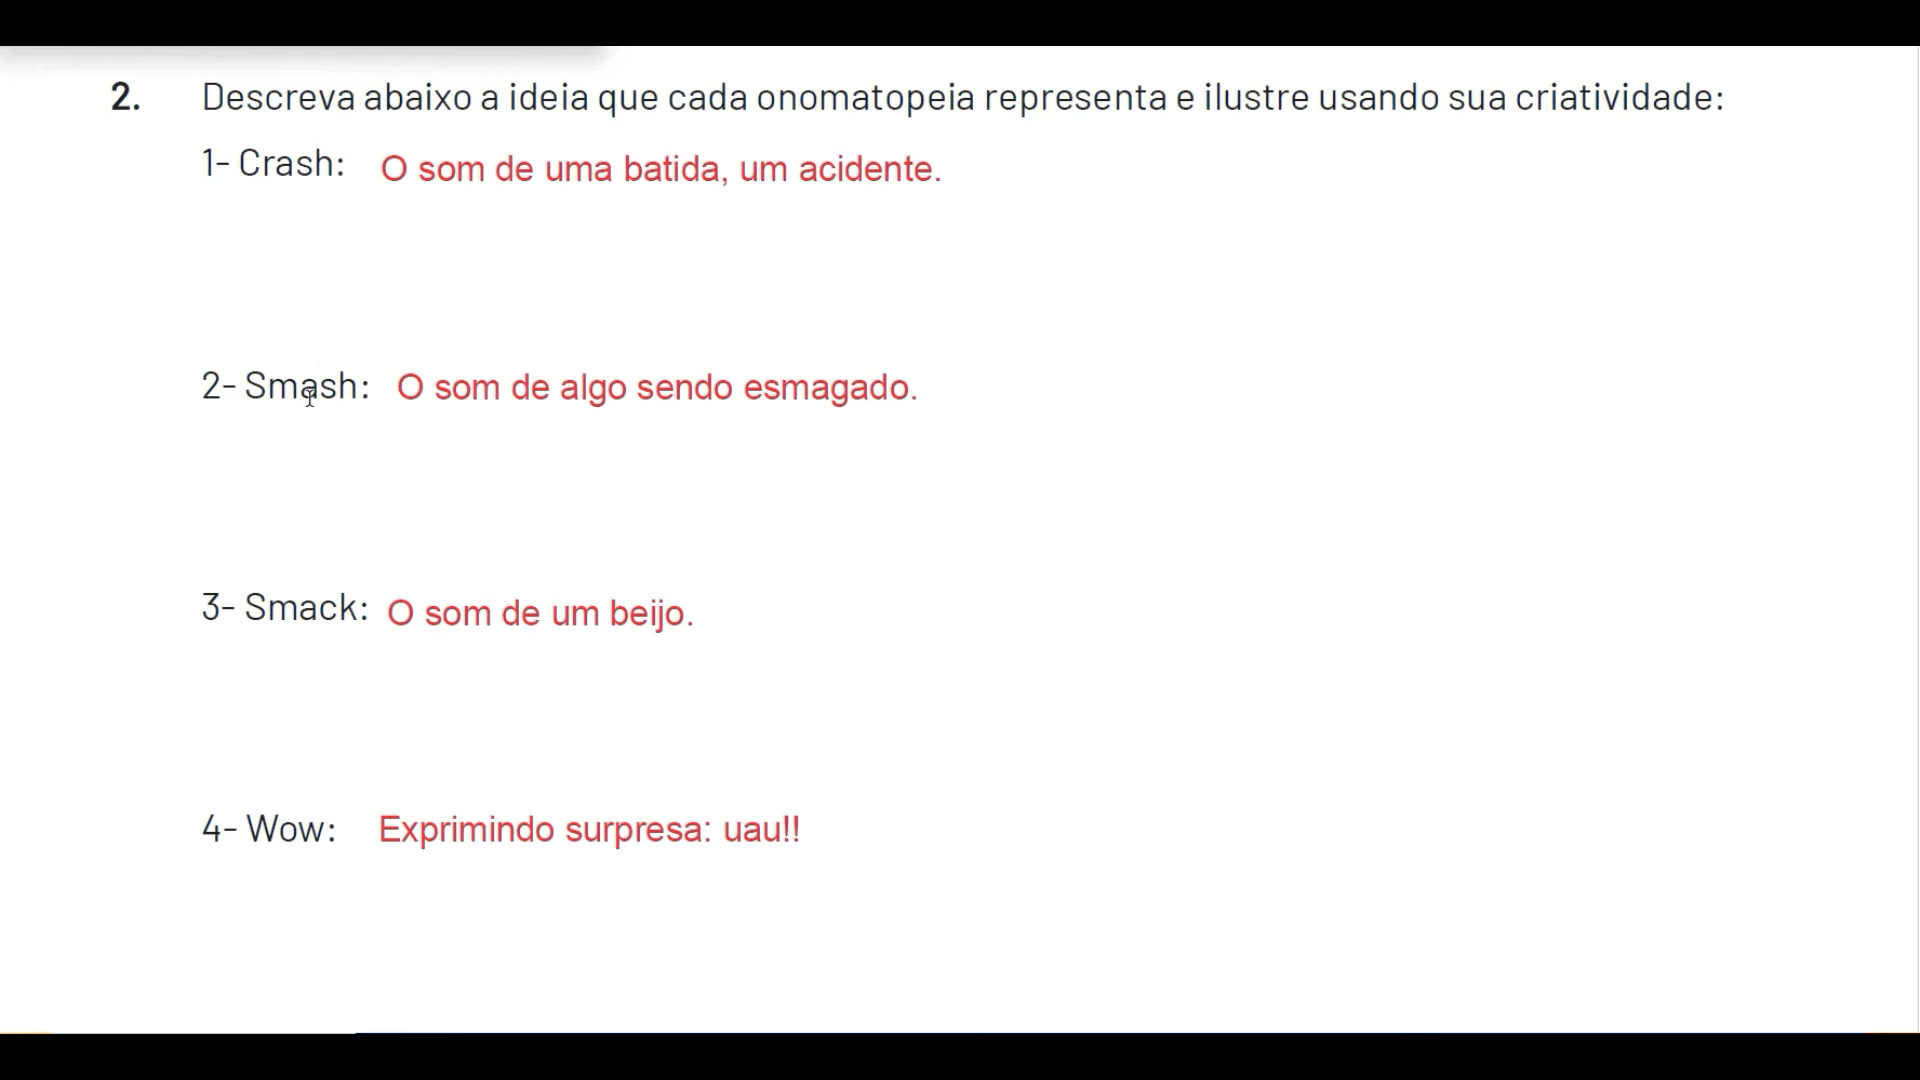 2. Descreva abaixo a ideia que cada onomatopeia representa e ilustre usando sua criatividade:
1- Crash: O som de uma batida, um acidente.
2- Smash: O som de algo sendo esmagado.
3- Smack: O som de um beijo.
4- Wow: Exprimindo surpresa: uau!!